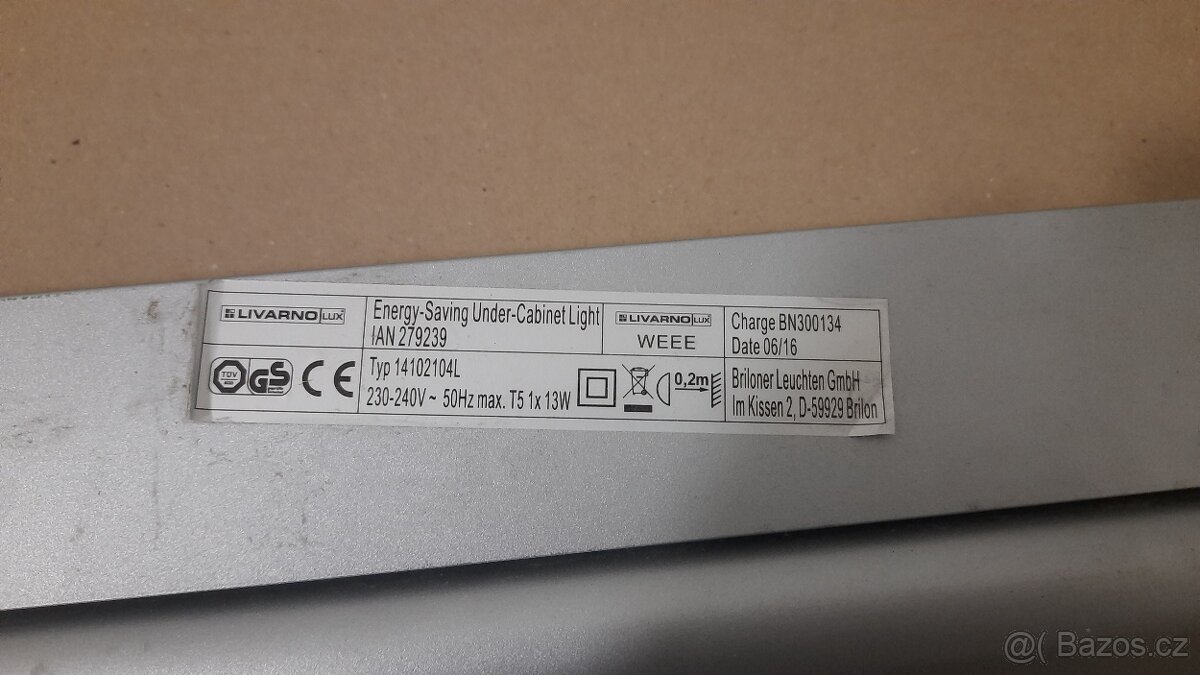 LIVARNO LUX
Energy-Saving Under-Cabinet Light
IAN 279239
LIVARNO LUX
WEEE
Charge BN300134
Date 06/16
TÜV
GS
CE
Typ 14102104L
230-240V ~ 50Hz max. T5 1x 13W
0,2m
Briloner Leuchten GmbH
Im Kissen 2, D-59929 Brilon
@( Bazos.cz